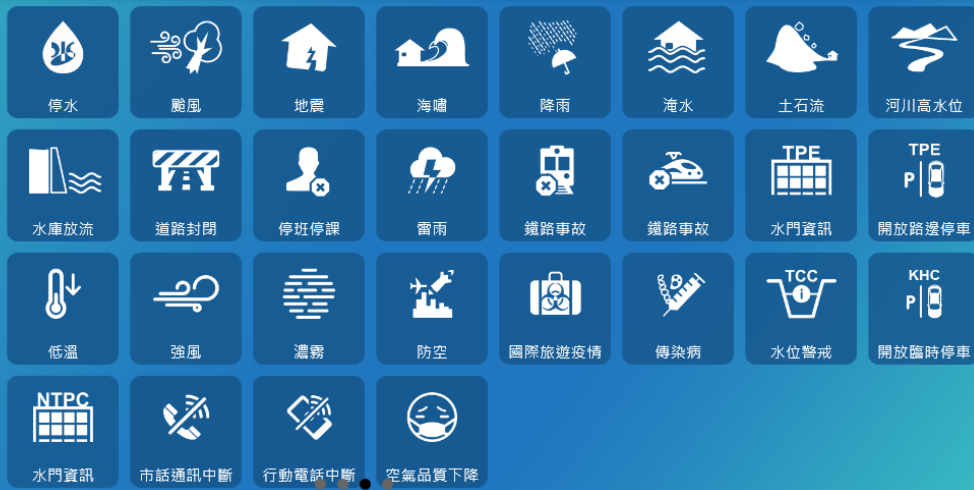 停水
颱風
地震
海嘯
降雨
淹水
土石流
河川高水位
水庫放流
道路封閉
停班停課
雷雨
鐵路事故
鐵路事故
TPE
水門資訊
TPE
P
開放路邊停車
低溫
強風
濃霧
防空
國際旅遊疫情
傳染病
TCC
水位警戒
KHC
P
開放臨時停車
NTPC
水門資訊
市話通訊中斷
行動電話中斷
空氣品質下降